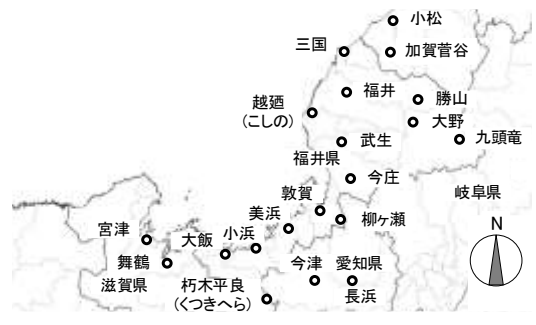 小松
三国
加賀菅谷
福井
勝山
越廼
(こしの)
大野
武生
九頭竜
福井県
今庄
岐阜県
敦賀
美浜
柳ヶ瀬
N
宮津
大飯
小浜
舞鶴
今津
愛知県
滋賀県
朽木平良
(くつきへら)
長浜